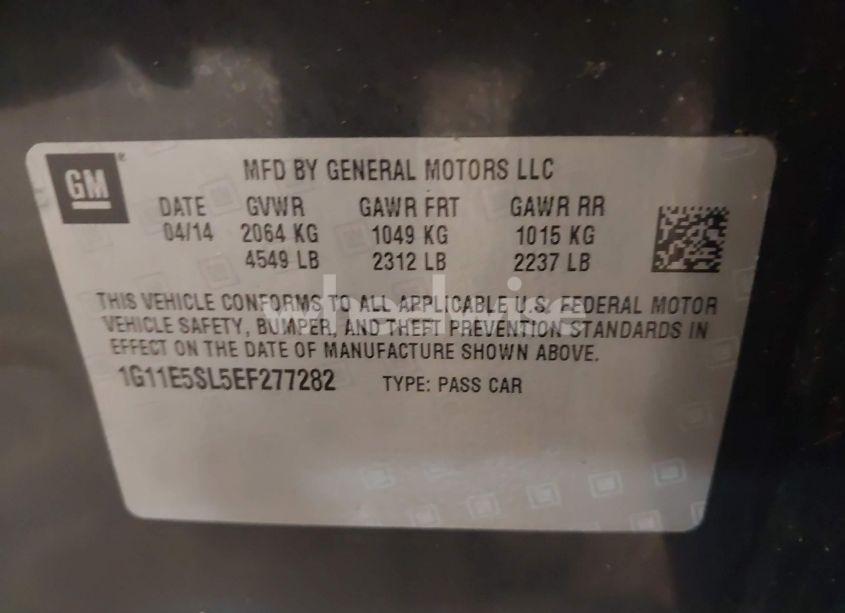 GM
MFD BY GENERAL MOTORS LLC
DATE GVWR GAWR FRT GAWR RR
04/14 2064 KG 1049 KG 1015 KG
4549 LB 2312 LB 2237 LB
THIS VEHICLE CONFORMS TO ALL APPLICABLE U.S. FEDERAL MOTOR
VEHICLE SAFETY, BUMPER, AND THEFT PREVENTION STANDARDS IN
EFFECT ON THE DATE OF MANUFACTURE SHOWN ABOVE.
1G11E5SL5EF277282 TYPE: PASS CAR